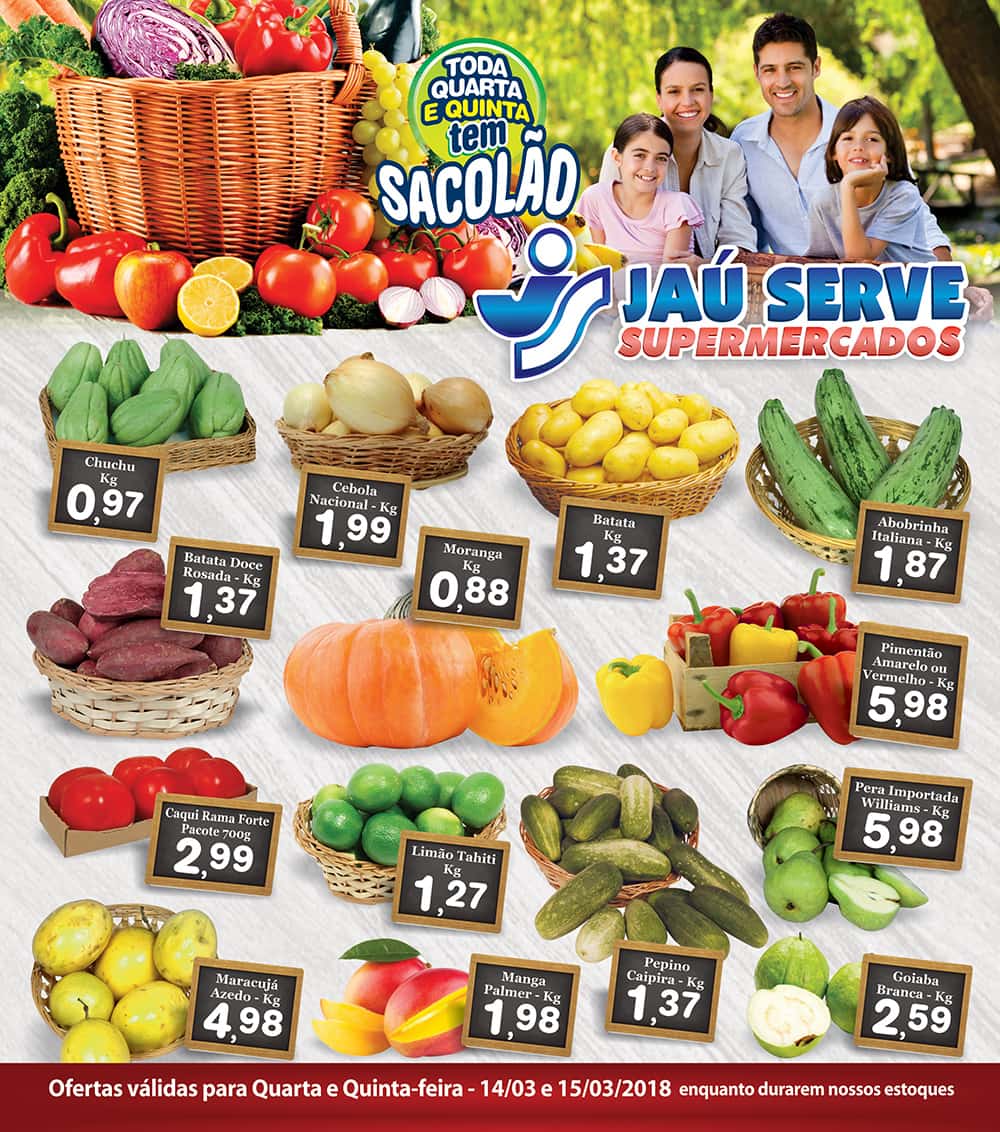 TODA
QUARTA
E QUINTA
tem
SACOLÃO
JAÚ SERVE
SUPERMERCADOS
Chuchu
Kg
0,97
Cebola
Nacional - Kg
1,99
Batata
Kg
1,37
Abobrinha
Italiana - Kg
1,87
Batata Doce
Rosada - Kg
1,37
Moranga
Kg
0,88
Pimentão
Amarelo ou
Vermelho - Kg
5,98
Caqui Rama Forte
Pacote 700g
2,99
Limão Tahiti
Kg
1,27
Pera Importada
Williams - Kg
5,98
Maracujá
Azedo - Kg
4,98
Manga
Palmer - Kg
1,98
Pepino
Caipira - Kg
1,37
Goiaba
Branca - Kg
2,59
Ofertas válidas para Quarta e Quinta-feira - 14/03 e 15/03/2018 enquanto durarem nossos estoques